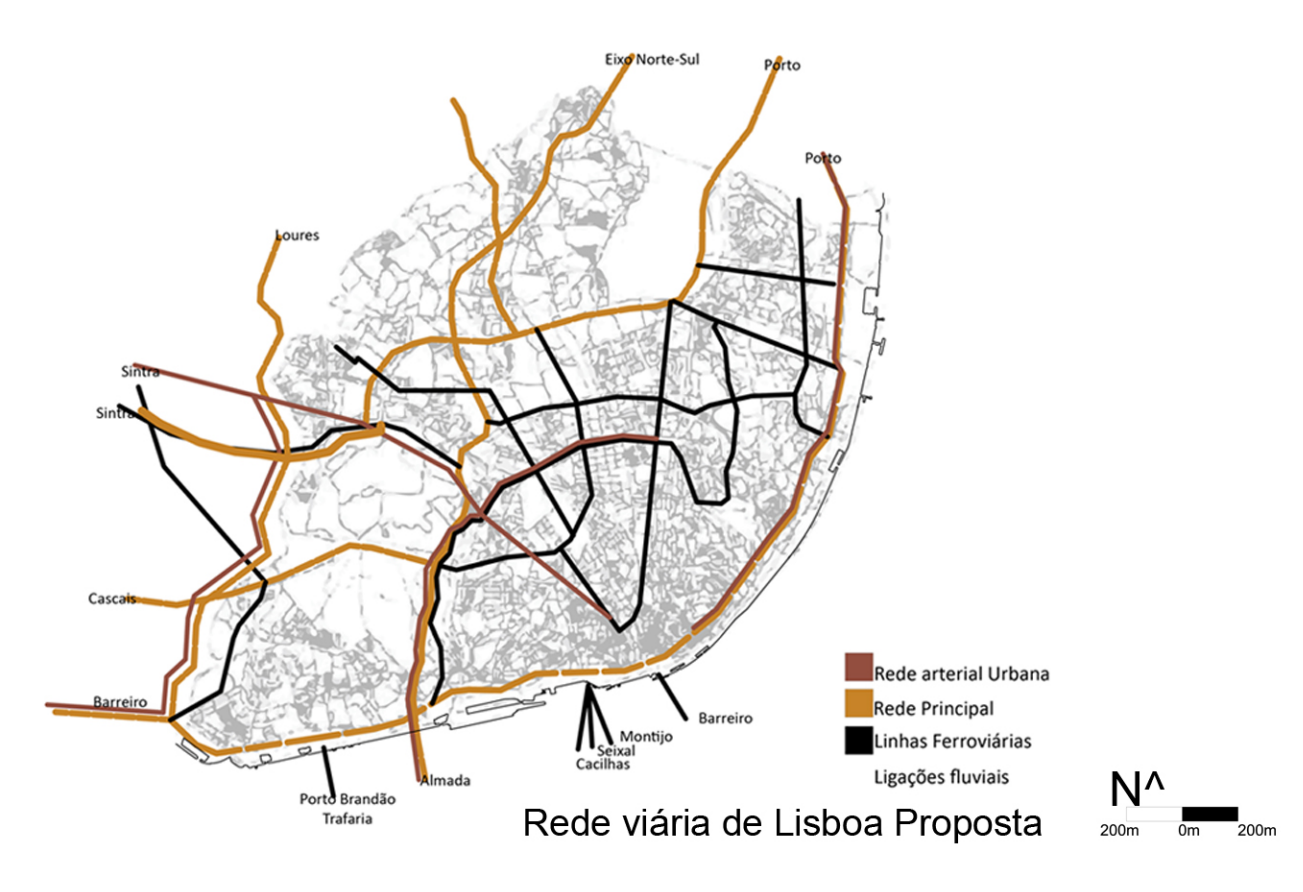 Eixo Norte-Sul
Porto
Porto
Loures
Sintra
Sintra
Cascais
Barreiro
Rede arterial Urbana
Rede Principal
Linhas Ferroviárias
Ligações fluviais
Barreiro
Montijo
Seixal
Cacilhas
Almada
Porto Brandão
Trafaria
Rede viária de Lisboa Proposta
N^
200m 0m 200m